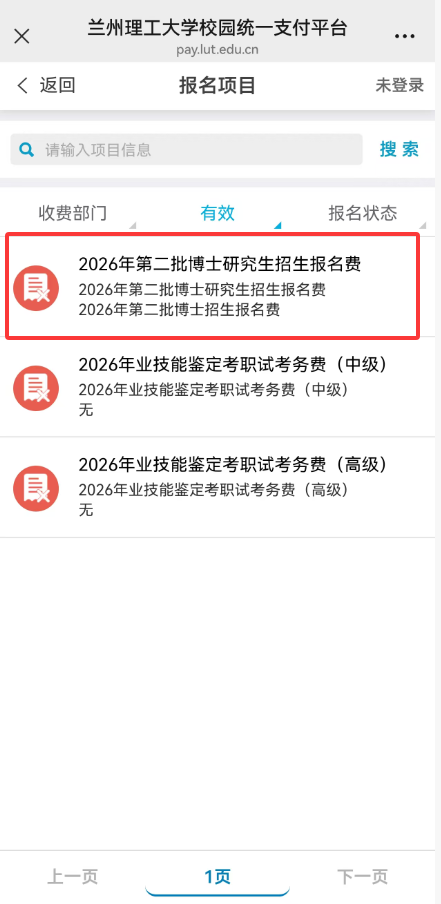 兰州理工大学校园统一支付平台
pay.lut.edu.cn
返回 报名项目 未登录
请输入项目信息 搜索
收费部门 有效 报名状态
2026年第二批博士研究生招生报名费
2026年第二批博士研究生招生报名费
2026年第二批博士招生报名费
2026年业技能鉴定考职试考务费（中级）
2026年业技能鉴定考职试考务费（中级）
无
2026年业技能鉴定考职试考务费（高级）
2026年业技能鉴定考职试考务费（高级）
无
上一页 1页 下一页